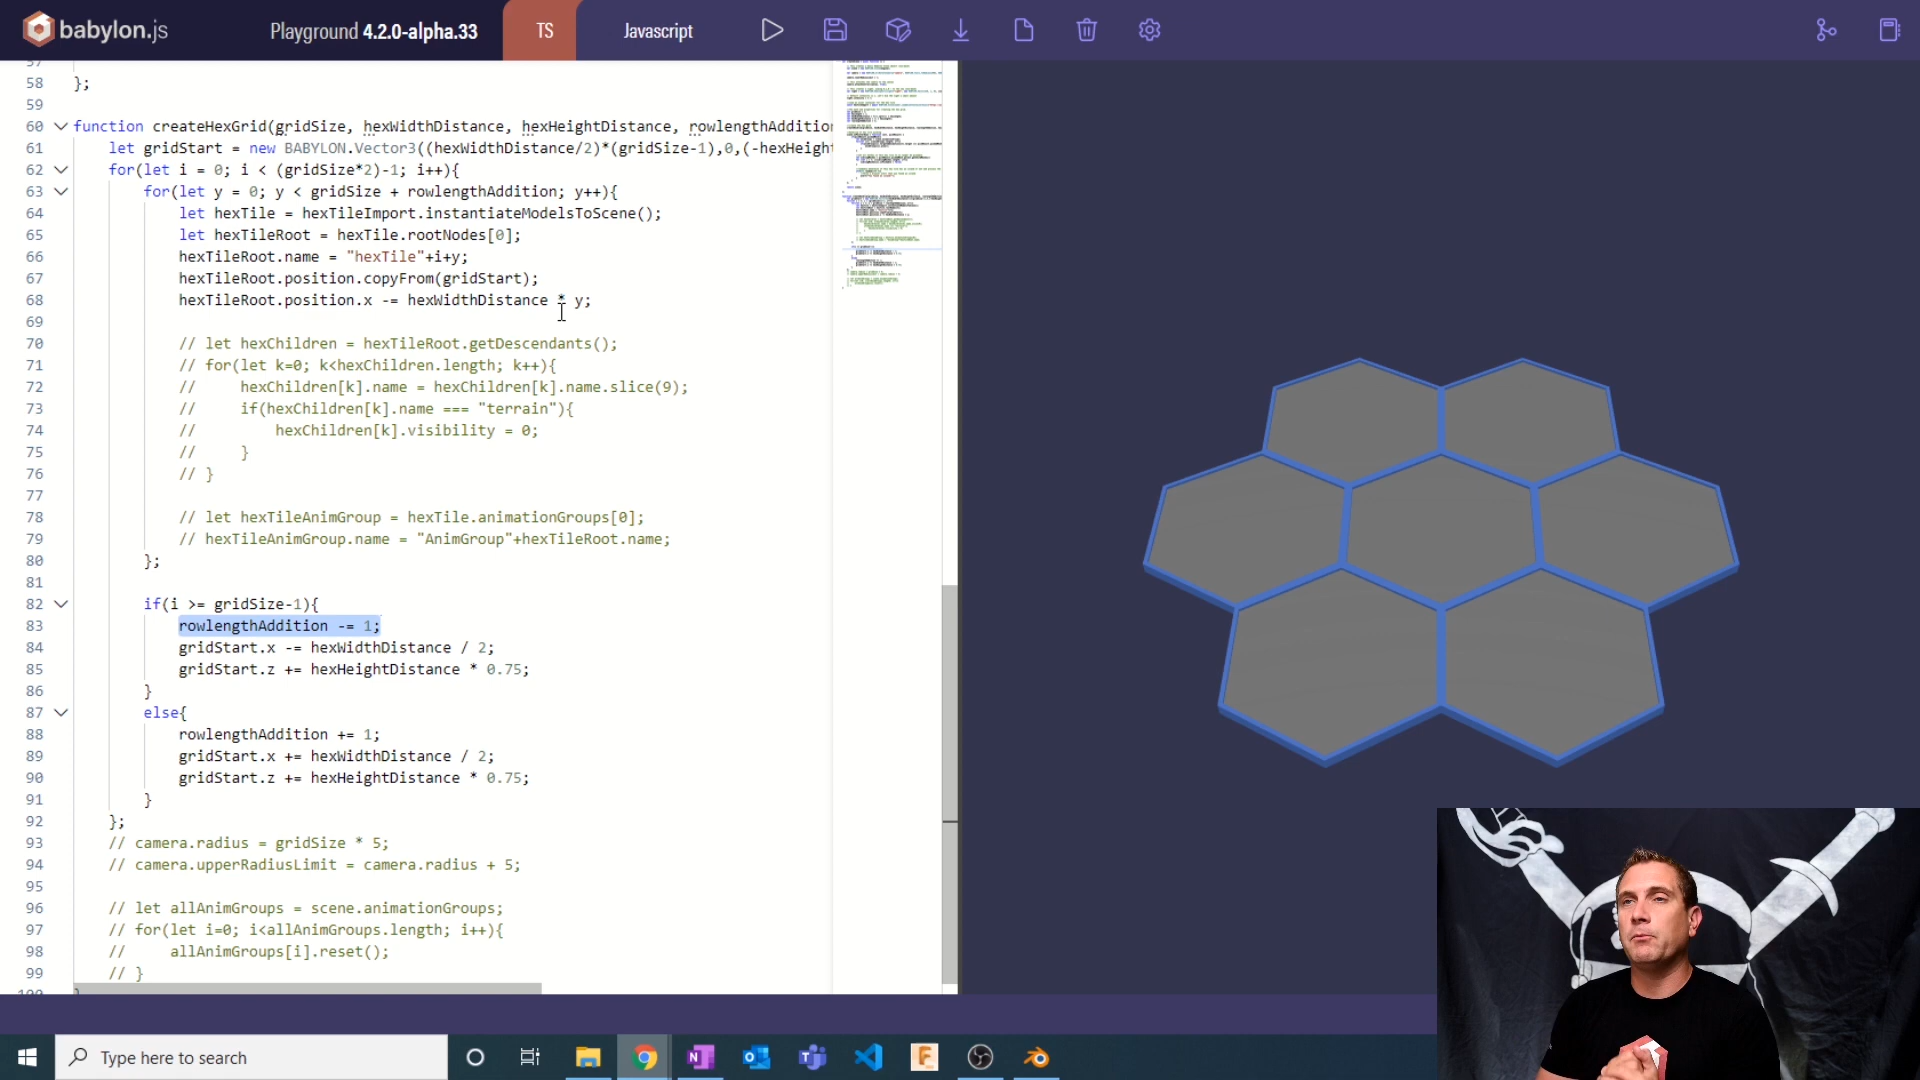 babylon.js
Playground 4.2.0-alpha.33
TS
Javascript
57
58 };
59
60 function createHexGrid(gridSize, hexWidthDistance, hexHeightDistance, rowlengthAddition
61 let gridStart = new BABYLON.Vector3((hexWidthDistance/2)*(gridSize-1),0,(-hexHeight
62 for(let i = 0; i < (gridSize*2)-1; i++){
63 for(let y = 0; y < gridSize + rowlengthAddition; y++){
64 let hexTile = hexTileImport.instantiateModelsToScene();
65 let hexTileRoot = hexTile.rootNodes[0];
66 hexTileRoot.name = "hexTile"+i+y;
67 hexTileRoot.position.copyFrom(gridStart);
68 hexTileRoot.position.x -= hexWidthDistance * y;
69
70 // let hexChildren = hexTileRoot.getDescendants();
71 // for(let k=0; k<hexChildren.length; k++){
72 // hexChildren[k].name = hexChildren[k].name.slice(9);
73 // if(hexChildren[k].name === "terrain"){
74 // hexChildren[k].visibility = 0;
75 // }
76 // }
77
78 // let hexTileAnimGroup = hexTile.animationGroups[0];
79 // hexTileAnimGroup.name = "AnimGroup"+hexTileRoot.name;
80 };
81
82 if(i >= gridSize-1){
83 rowlengthAddition -= 1;
84 gridStart.x -= hexWidthDistance / 2;
85 gridStart.z += hexHeightDistance * 0.75;
86 }
87 else{
88 rowlengthAddition += 1;
89 gridStart.x += hexWidthDistance / 2;
90 gridStart.z += hexHeightDistance * 0.75;
91 }
92 };
93 // camera.radius = gridSize * 5;
94 // camera.upperRadiusLimit = camera.radius + 5;
95
96 // let allAnimGroups = scene.animationGroups;
97 // for(let i=0; i<allAnimGroups.length; i++){
98 // allAnimGroups[i].reset();
99 // }
100 }
Type here to search